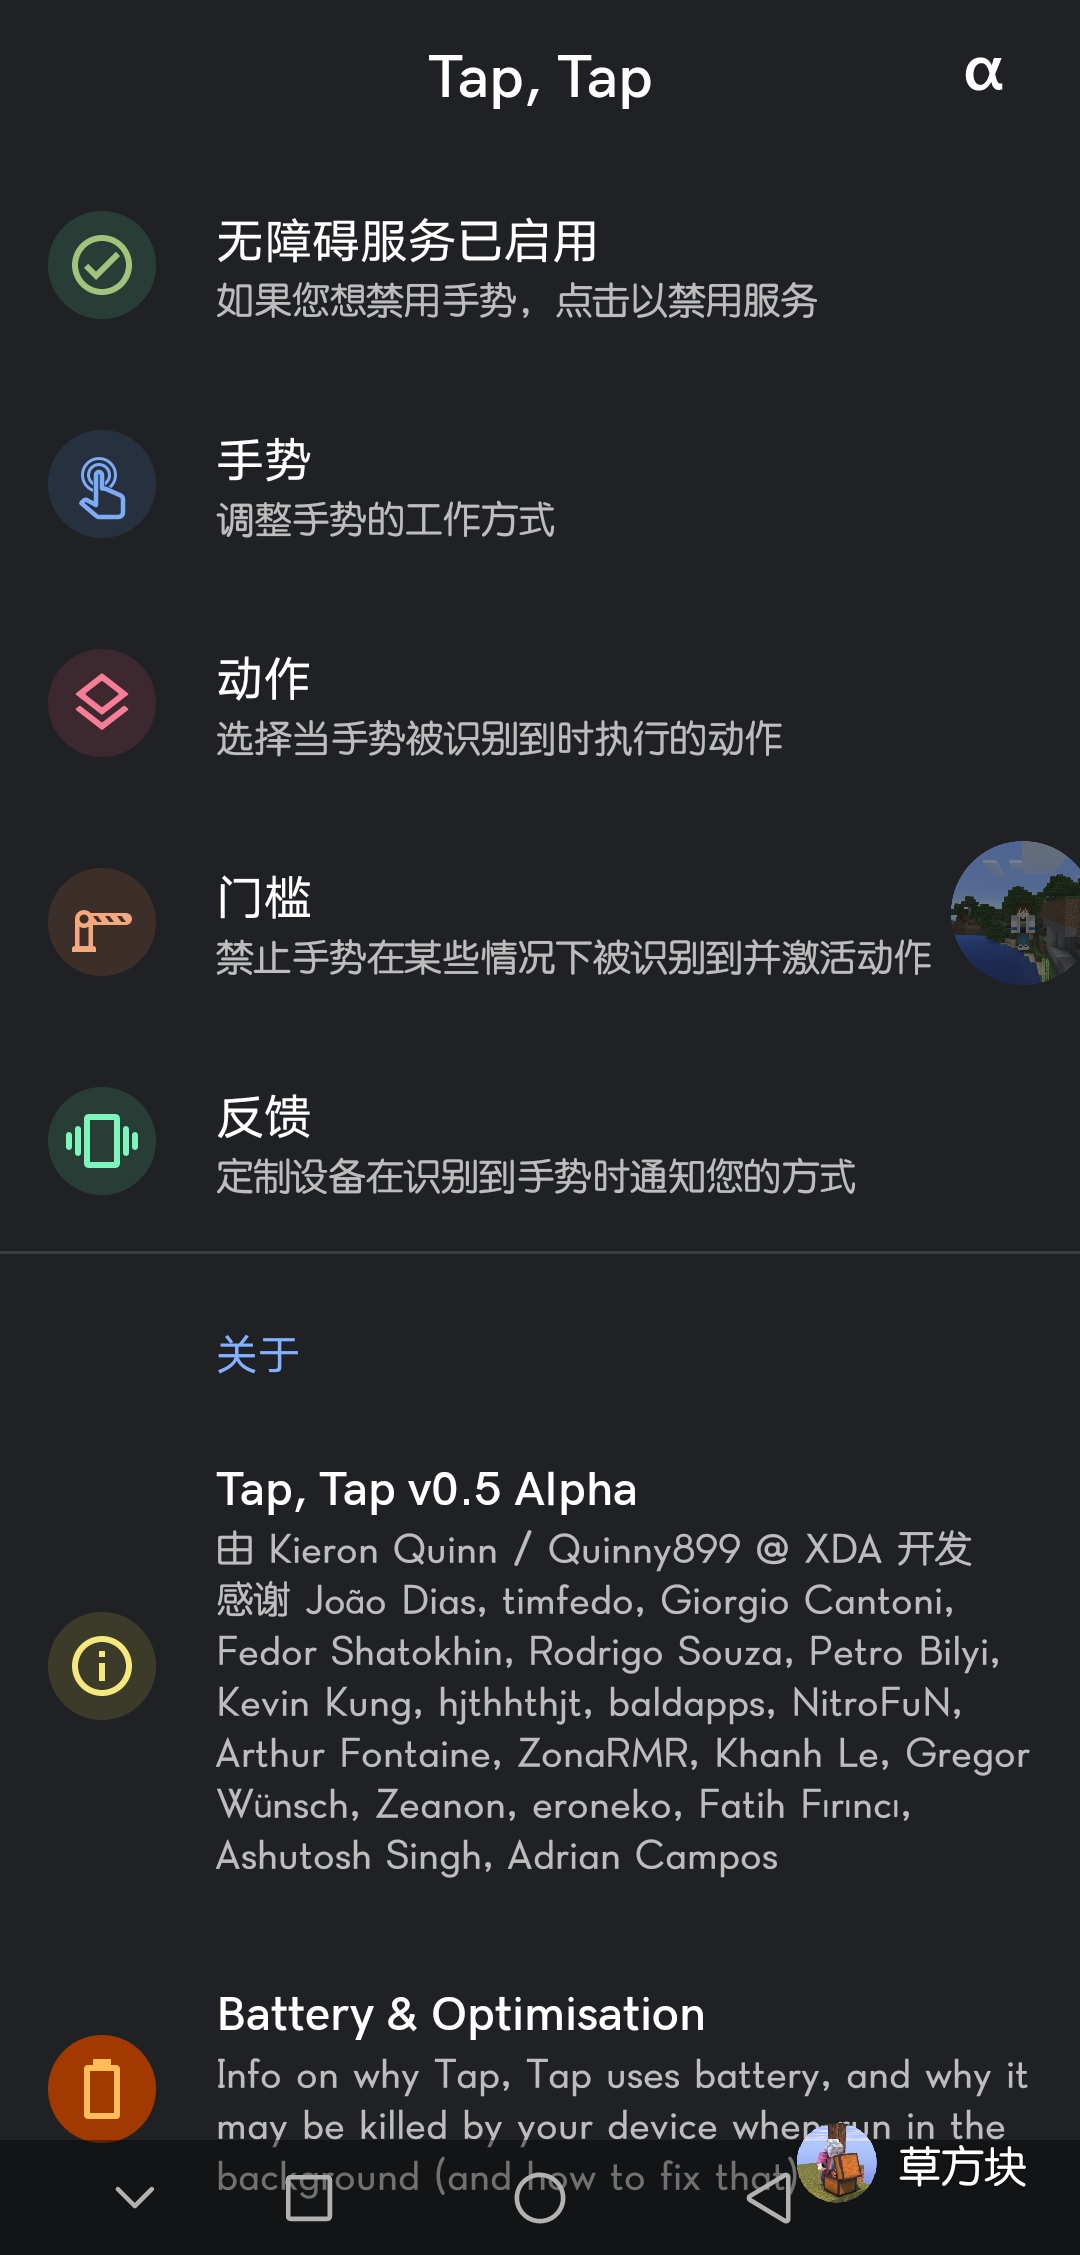 Tap, Tap
α
无障碍服务已启用
如果您想禁用手势，点击以禁用服务
手势
调整手势的工作方式
动作
选择当手势被识别到时执行的动作
门槛
禁止手势在某些情况下被识别到并激活动作
反馈
定制设备在识别到手势时通知您的方式
关于
Tap, Tap v0.5 Alpha
由 Kieron Quinn / Quinny899 @ XDA 开发
感谢 João Dias, timfedo, Giorgio Cantoni,
Fedor Shatokhin, Rodrigo Souza, Petro Bilyi,
Kevin Kung, hjthhthjt, baldapps, NitroFuN,
Arthur Fontaine, ZonaRMR, Khanh Le, Gregor
Wünsch, Zeanon, eroneko, Fatih Fırıncı,
Ashutosh Singh, Adrian Campos
Battery & Optimisation
Info on why Tap, Tap uses battery, and why it
may be killed by your device when run in the
background (and how to fix that)
草方块